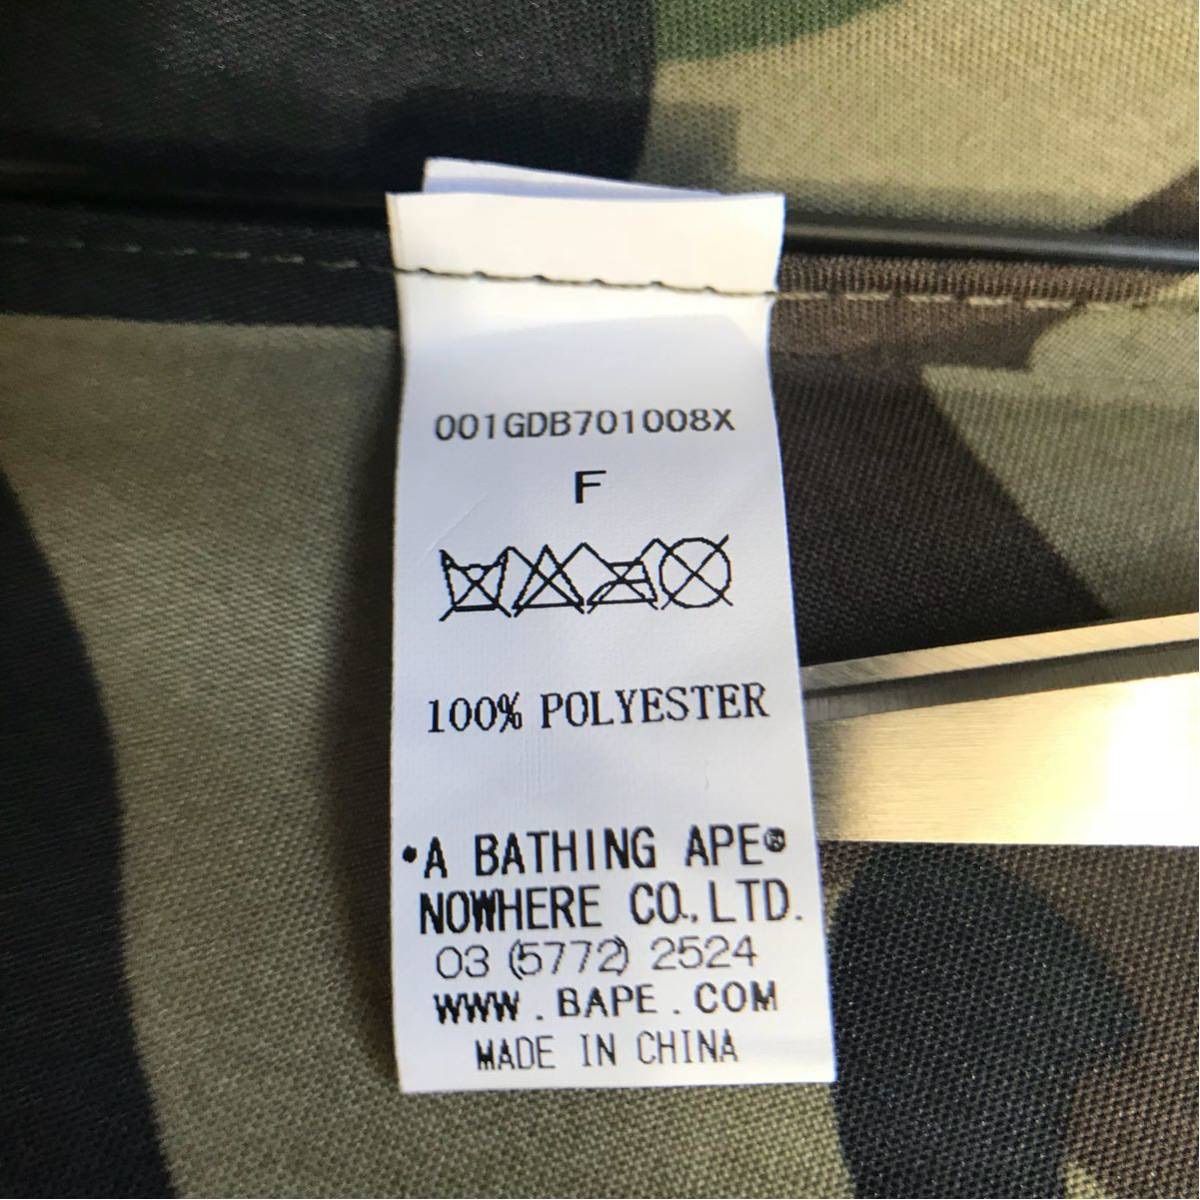 001GDB701008X
F
100% POLYESTER
•A BATHING APE®
NOWHERE CO.,LTD.
03 (5772) 2524
WWW.BAPE.COM
MADE IN CHINA